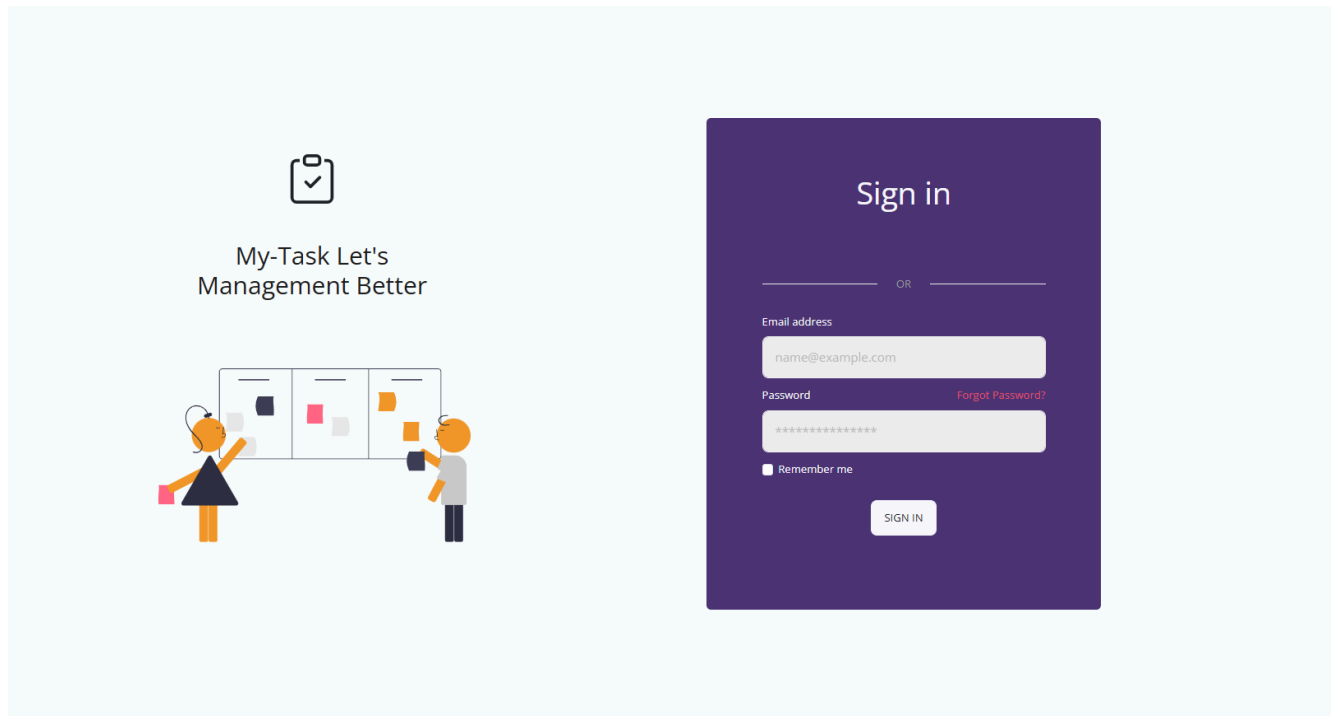 My-Task Let's
Management Better
Sign in
OR
Email address
name@example.com
Password Forgot Password?
***************
Remember me
SIGN IN